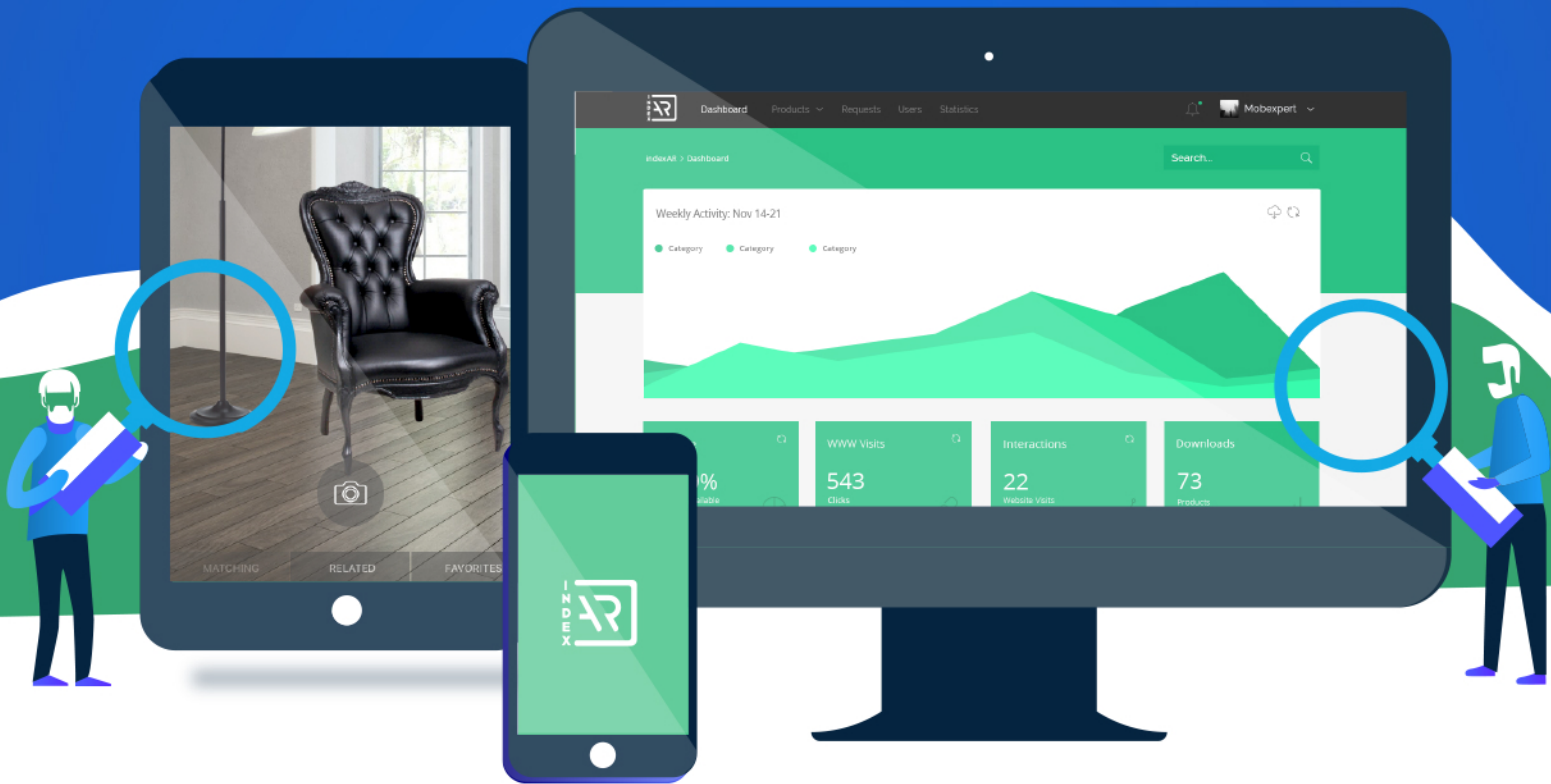 INDEX AR
Dashboard Products Requests Users Statistics
Mobexpert
indexAR > Dashboard
Search...
Weekly Activity: Nov 14-21
Category Category Category
WWW Visits
543
Clicks
Interactions
22
Website Visits
Downloads
73
Products
%
MATCHING RELATED FAVORITES
INDEX AR